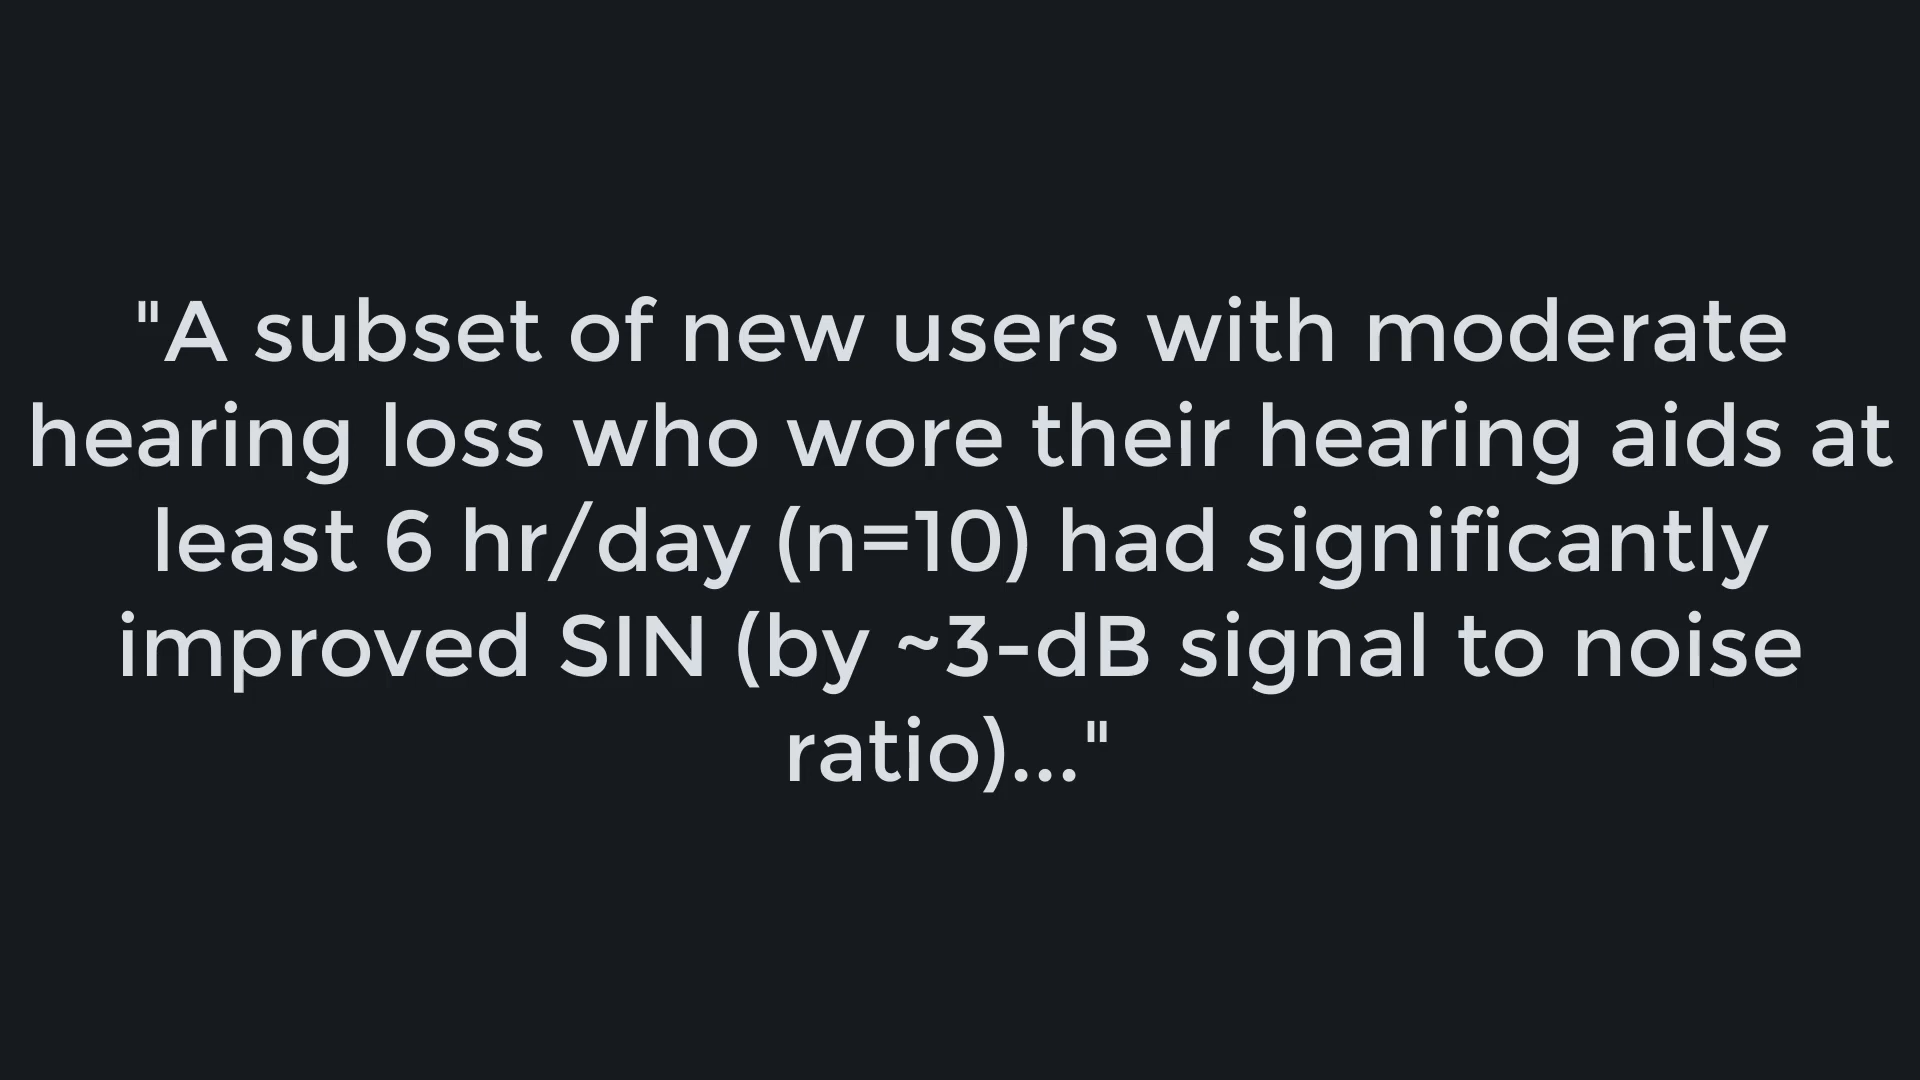 "A subset of new users with moderate
hearing loss who wore their hearing aids at
least 6 hr/day (n=10) had significantly
improved SIN (by ~3-dB signal to noise
ratio)..."